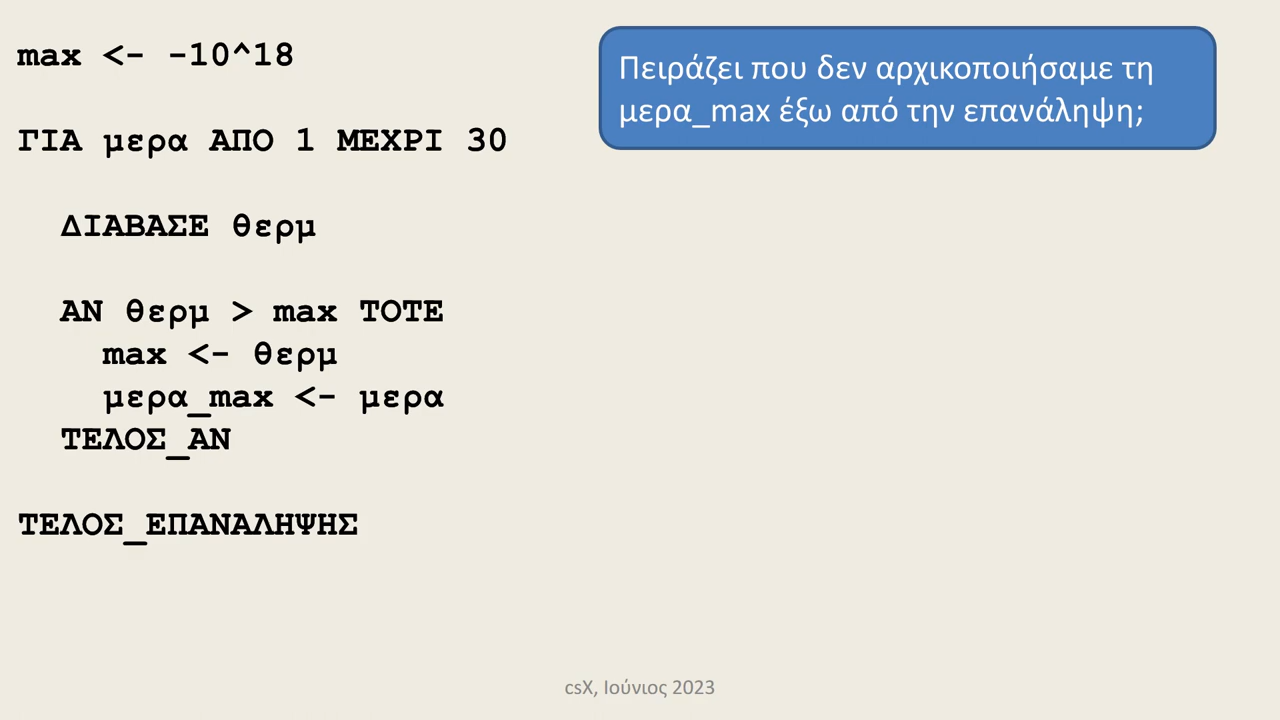 max <- -10^18
ΓΙΑ μερα ΑΠΟ 1 ΜΕΧΡΙ 30
ΔΙΑΒΑΣΕ θερμ
ΑΝ θερμ > max ΤΟΤΕ
max <- θερμ
μερα_max <- μερα
ΤΕΛΟΣ_ΑΝ
ΤΕΛΟΣ_ΕΠΑΝΑΛΗΨΗΣ
Πειράζει που δεν αρχικοποιήσαμε τη
μερα_max έξω από την επανάληψη;
csX, Ιούνιος 2023